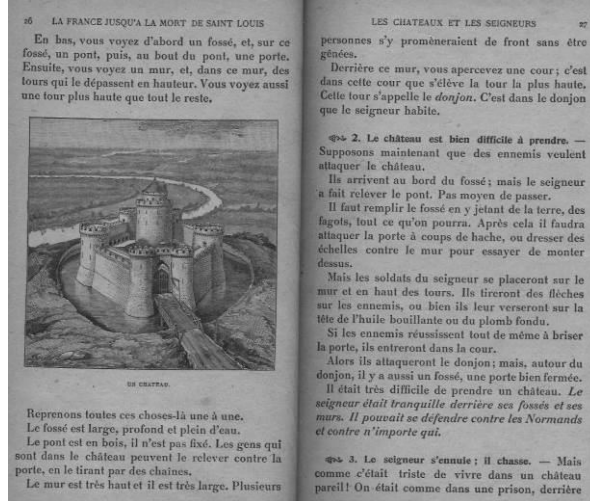 26 LA FRANCE JUSQU'A LA MORT DE SAINT LOUIS
En bas, vous voyez d'abord un fossé, et, sur ce
fossé, un pont, puis, au bout du pont, une porte.
Ensuite, vous voyez un mur, et, dans ce mur, des
tours qui le dépassent en hauteur. Vous voyez aussi
une tour plus haute que tout le reste.
UN CHATEAU.
Reprenons toutes ces choses-là une à une.
Le fossé est large, profond et plein d'eau.
Le pont est en bois, il n'est pas fixé. Les gens qui
sont dans le château peuvent le relever contre la
porte, en le tirant par des chaînes.
Le mur est très haut et il est très large. Plusieurs
LES CHATEAUX ET LES SEIGNEURS 27
personnes s'y promèneraient de front sans être
gênées.
Derrière ce mur, vous apercevez une cour ; c'est
dans cette cour que s'élève la tour la plus haute.
Cette tour s'appelle le donjon. C'est dans le donjon
que le seigneur habite.
2. Le château est bien difficile à prendre. —
Supposons maintenant que des ennemis veulent
attaquer le château.
Ils arrivent au bord du fossé ; mais le seigneur
a fait relever le pont. Pas moyen de passer.
Il faut remplir le fossé en y jetant de la terre, des
fagots, tout ce qu'on pourra. Après cela il faudra
attaquer la porte à coups de hache, ou dresser des
échelles contre le mur pour essayer de monter
dessus.
Mais les soldats du seigneur se placeront sur le
mur et en haut des tours. Ils tireront des flèches
sur les ennemis, ou bien ils leur verseront sur la
tête de l'huile bouillante ou du plomb fondu.
Si les ennemis réussissent tout de même à briser
la porte, ils entreront dans la cour.
Alors ils attaqueront le donjon ; mais, autour du
donjon, il y a aussi un fossé, une porte bien fermée.
Il était très difficile de prendre un château. Le
seigneur était tranquille derrière ses fossés et ses
murs. Il pouvait se défendre contre les Normands
et contre n'importe qui.
3. Le seigneur s'ennuie ; il chasse. — Mais
comme c'était triste de vivre dans un château
pareil ! On était comme dans une prison, derrière